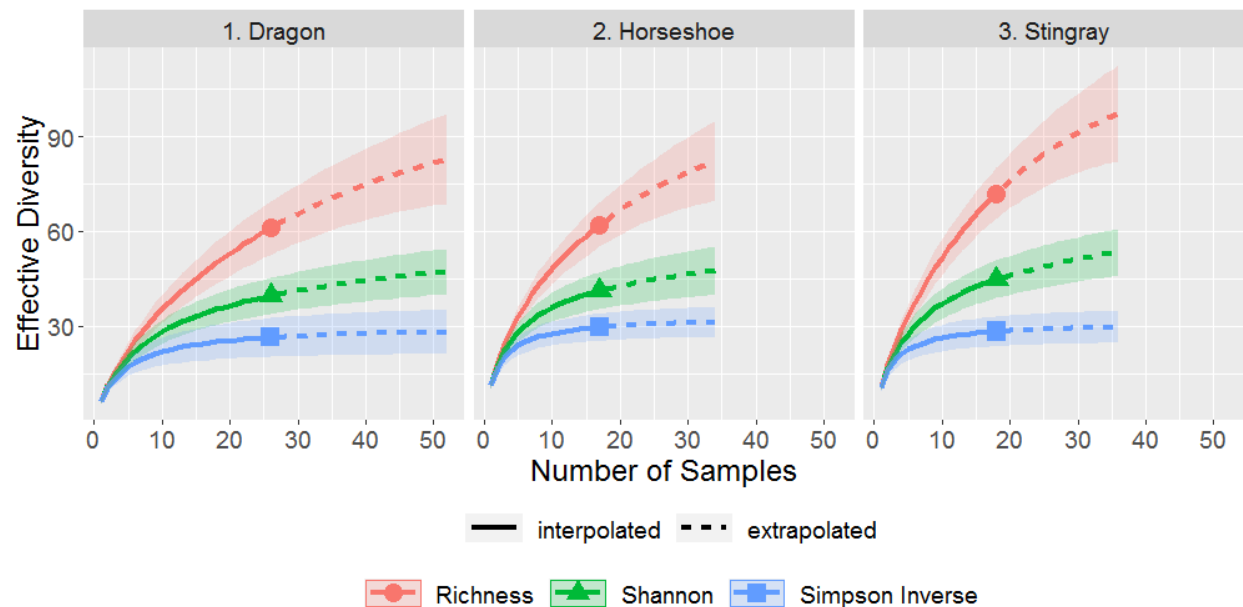 1. Dragon 2. Horseshoe 3. Stingray
Effective Diversity
90
60
30
0 10 20 30 40 50 0 10 20 30 40 50 0 10 20 30 40 50
Number of Samples
interpolated extrapolated
Richness Shannon Simpson Inverse